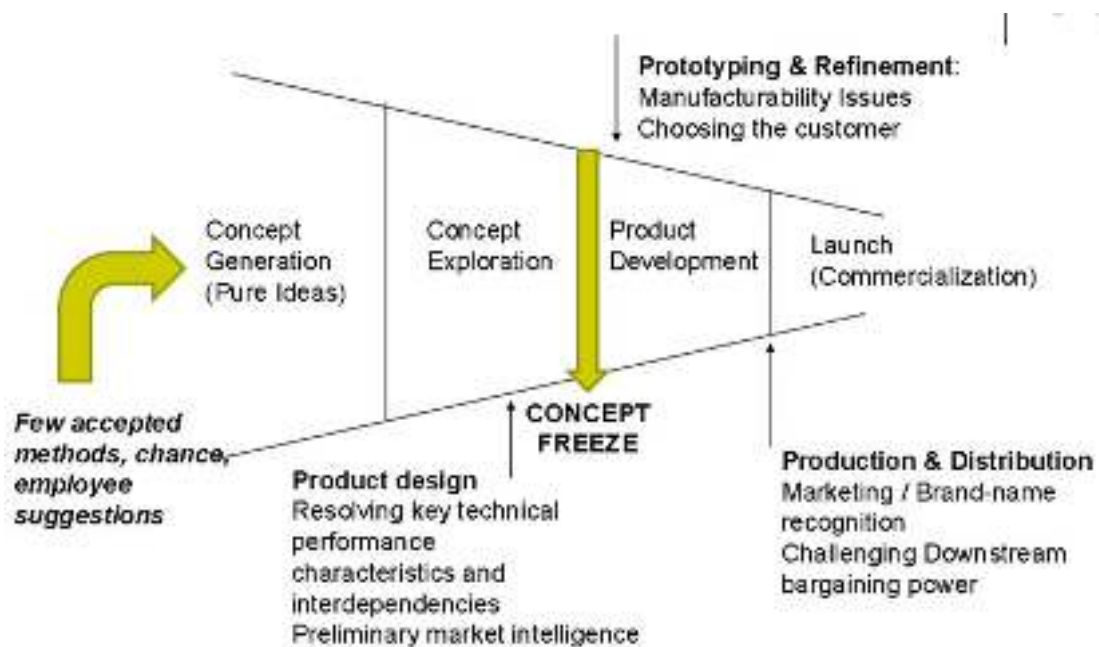 Prototyping & Refinement:
Manufacturability Issues
Choosing the customer
Concept
Generation
(Pure Ideas)
Concept
Exploration
Product
Development
Launch
(Commercialization)
Few accepted
methods, chance,
employee
suggestions
CONCEPT
FREEZE
Product design
Resolving key technical
performance
characteristics and
interdependencies
Preliminary market intelligence
Production & Distribution
Marketing / Brand-name
recognition
Challenging Downstream
bargaining power